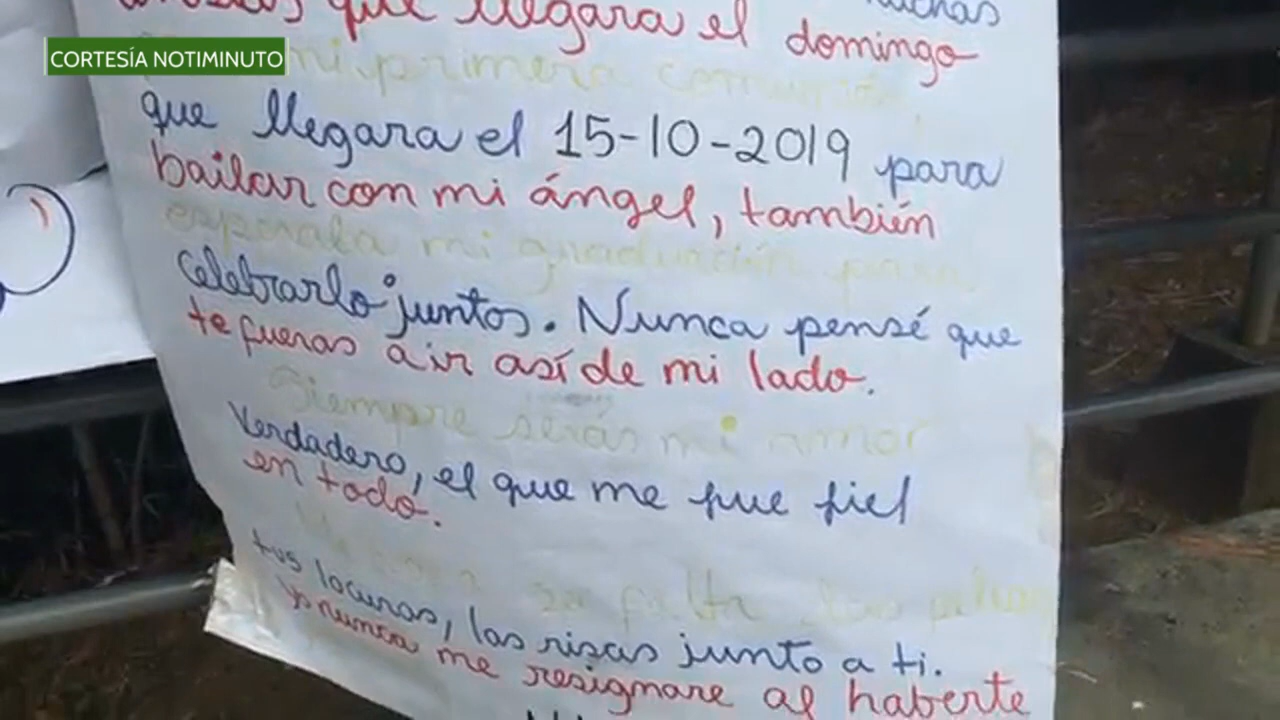 CORTESÍA NOTIMINUTO
que llegara el domingo
mi primera comunión
que llegara el 15-10-2019 para
bailar con mi ángel, también
esperaba mi graduación para
celebrarlo juntos. Nunca pensé que
te fueras a ir así de mi lado.
Siempre serás mi amor
Verdadero, el que me fue fiel
en todo.
falta las
tus locuras, las risas junto a ti.
Yo nunca me resignare al haberte